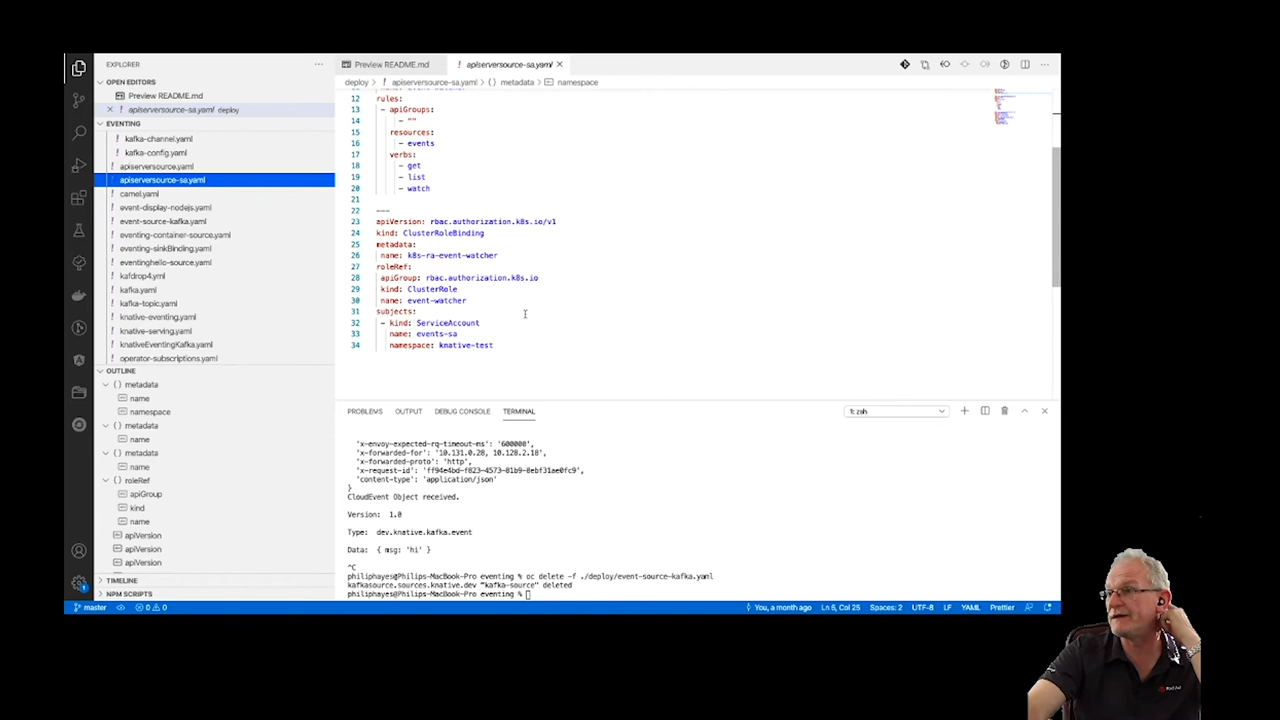 EXPLORER
OPEN EDITORS
Preview README.md
apiserversource-sa.yaml deploy
EVENTING
kafka-channel.yaml
kafka-config.yaml
apiserversource.yaml
apiserversource-sa.yaml
camel.yaml
event-display-nodejs.yaml
event-source-kafka.yaml
eventing-container-source.yaml
eventing-sinkBinding.yaml
eventinghello-source.yaml
kafdrop4.yml
kafka.yaml
kafka-topic.yaml
knative-eventing.yaml
knative-serving.yaml
knativeEventingKafka.yaml
operator-subscriptions.yaml
OUTLINE
metadata
name
namespace
metadata
name
metadata
name
roleRef
apiGroup
kind
name
apiVersion
apiVersion
apiVersion
TIMELINE
NPM SCRIPTS
Preview README.md
apiserversource-sa.yaml
deploy > ! apiserversource-sa.yaml > {} metadata > namespace
12 rules:
13 - apiGroups:
14 - ""
15 resources:
16 - events
17 verbs:
18 - get
19 - list
20 - watch
21
22 ---
23 apiVersion: rbac.authorization.k8s.io/v1
24 kind: ClusterRoleBinding
25 metadata:
26 name: k8s-ra-event-watcher
27 roleRef:
28 apiGroup: rbac.authorization.k8s.io
29 kind: ClusterRole
30 name: event-watcher
31 subjects:
32 - kind: ServiceAccount
33 name: events-sa
34 namespace: knative-test
PROBLEMS OUTPUT DEBUG CONSOLE TERMINAL 1: zsh
'x-envoy-expected-rq-timeout-ms': '600000',
'x-forwarded-for': '10.131.0.28, 10.128.2.18',
'x-forwarded-proto': 'http',
'x-request-id': 'ff94e4bd-f823-4573-81b9-8ebf31ae0fc9',
'content-type': 'application/json'
}
CloudEvent Object received.
Version: 1.0
Type: dev.knative.kafka.event
Data: { msg: 'hi' }
^C
philiphayes@Philips-MacBook-Pro eventing % oc delete -f ./deploy/event-source-kafka.yaml
kafkasource.sources.knative.dev "kafka-source" deleted
philiphayes@Philips-MacBook-Pro eventing %
master 0 0 You, a month ago Ln 6, Col 25 Spaces: 2 UTF-8 LF YAML Prettier